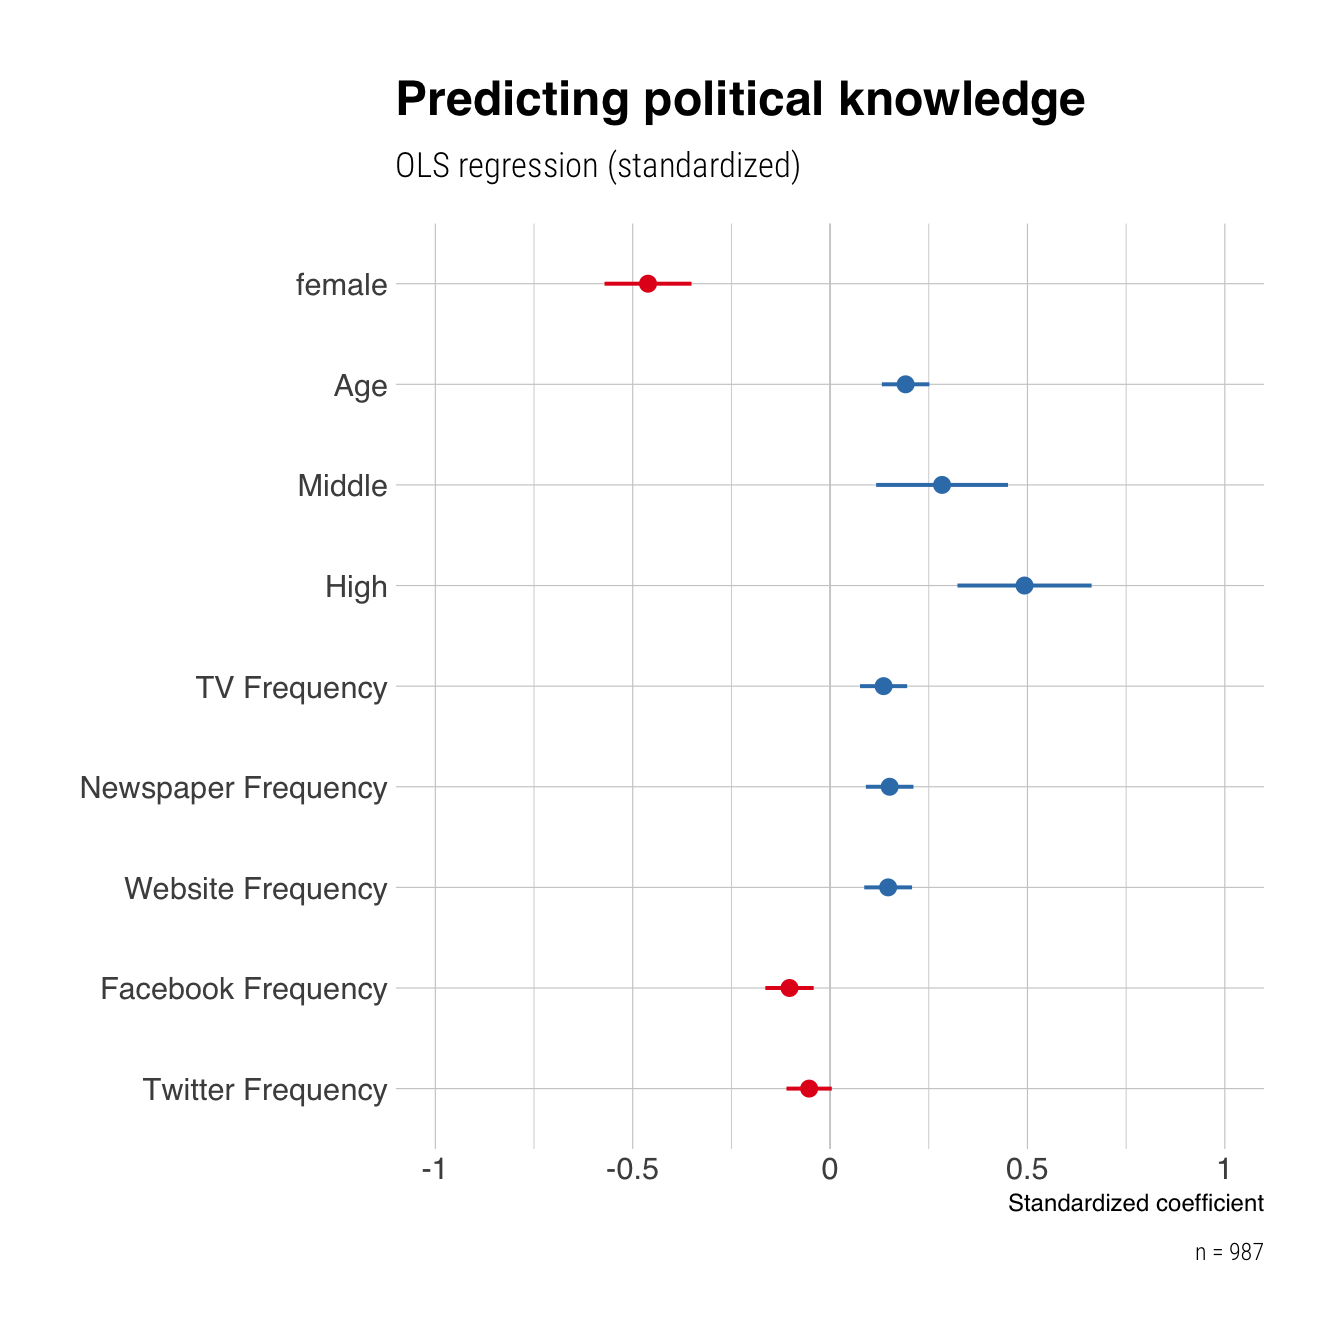 Predicting political knowledge
OLS regression (standardized)
female
Age
Middle
High
TV Frequency
Newspaper Frequency
Website Frequency
Facebook Frequency
Twitter Frequency
-1 -0.5 0 0.5 1
Standardized coefficient
n = 987